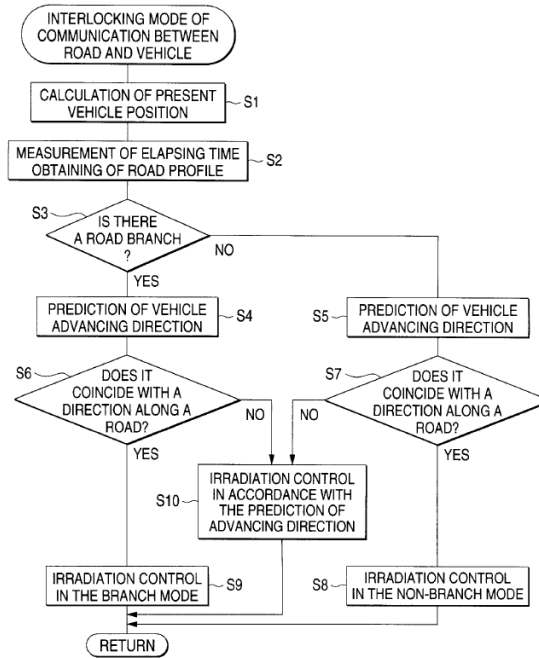 INTERLOCKING MODE OF
COMMUNICATION BETWEEN
ROAD AND VEHICLE
CALCULATION OF PRESENT
VEHICLE POSITION
S1
MEASUREMENT OF ELAPSING TIME
OBTAINING OF ROAD PROFILE
S2
S3
IS THERE
A ROAD BRANCH
?
NO
YES
PREDICTION OF VEHICLE
ADVANCING DIRECTION
S4
S5
PREDICTION OF VEHICLE
ADVANCING DIRECTION
S6
DOES IT
COINCIDE WITH A
DIRECTION ALONG A
ROAD?
NO
YES
S7
DOES IT
COINCIDE WITH A
DIRECTION ALONG A
ROAD?
NO
YES
S10
IRRADIATION CONTROL
IN ACCORDANCE WITH
THE PREDICTION OF
ADVANCING DIRECTION
IRRADIATION CONTROL
IN THE BRANCH MODE
S9
S8
IRRADIATION CONTROL
IN THE NON-BRANCH MODE
RETURN